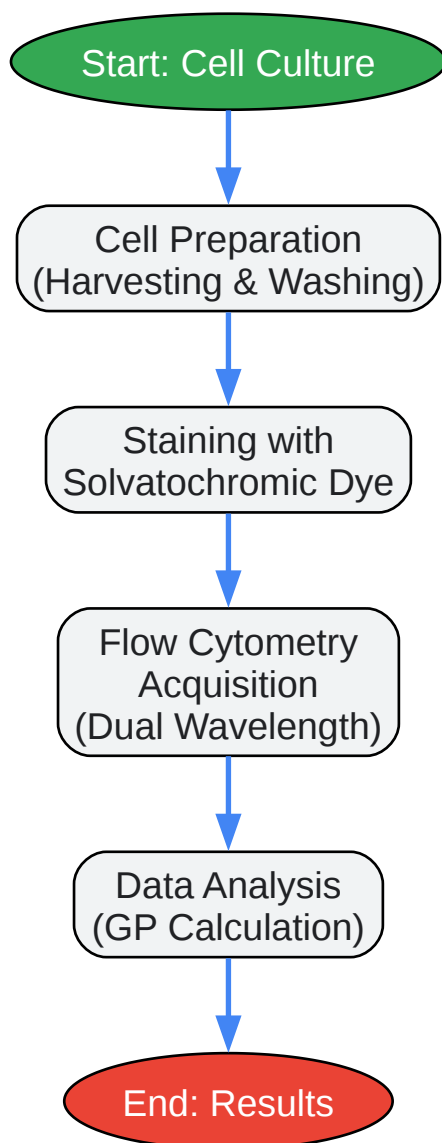 Start: Cell Culture
Cell Preparation
(Harvesting & Washing)
Staining with
Solvatochromic Dye
Flow Cytometry
Acquisition
(Dual Wavelength)
Data Analysis
(GP Calculation)
End: Results